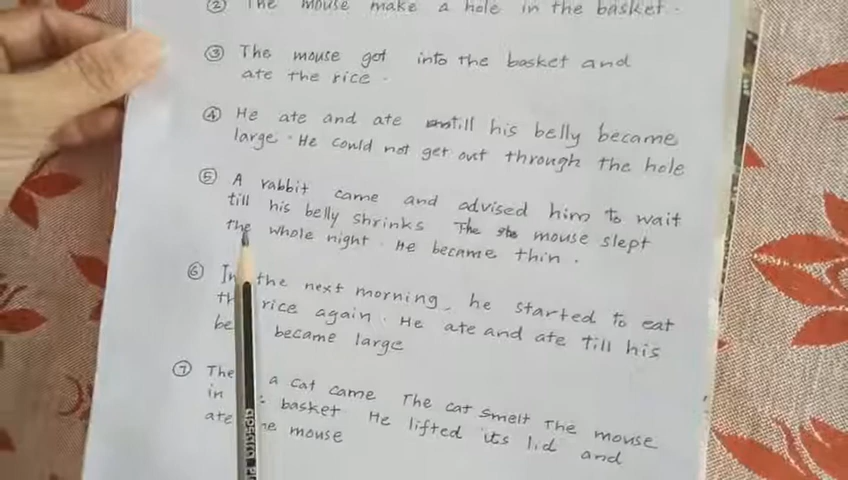 ② The mouse make a hole in the basket.
③ The mouse got into the basket and
ate the rice.
④ He ate and ate till his belly became
large. He could not get out through the hole
⑤ A rabbit came and advised him to wait
till his belly shrinks The mouse slept
the whole night. He became thin.
⑥ In the next morning, he started to eat
rice again. He ate and ate till his
became large
⑦ a cat came The cat smelt The mouse
in basket He lifted its lid and
ate mouse